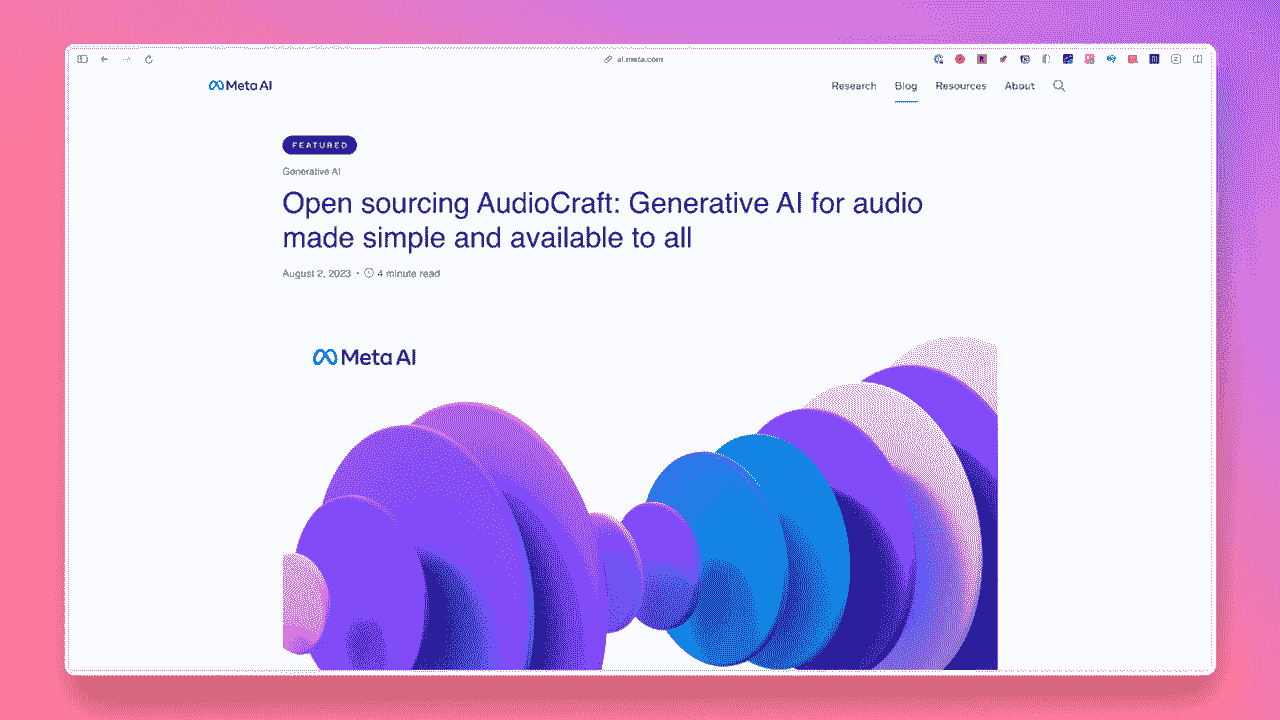 ai.meta.com
Meta AI
Research Blog Resources About
FEATURED
Generative AI
Open sourcing AudioCraft: Generative AI for audio
made simple and available to all
August 2, 2023 • 4 minute read
Meta AI